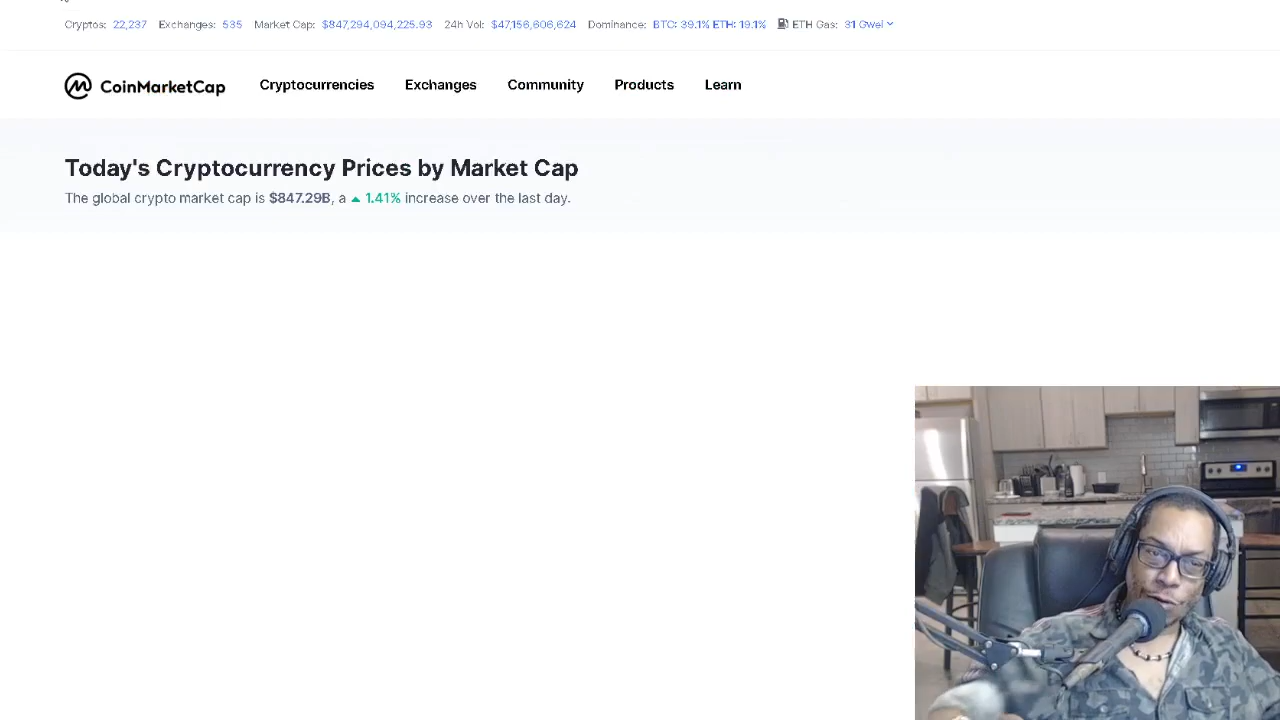 Cryptos: 22,237 Exchanges: 535 Market Cap: $847,294,094,225.93 24h Vol: $47,156,606,624 Dominance: BTC: 39.1% ETH: 19.1% ETH Gas: 31 Gwei
CoinMarketCap Cryptocurrencies Exchanges Community Products Learn
Today's Cryptocurrency Prices by Market Cap
The global crypto market cap is $847.29B, a 1.41% increase over the last day.